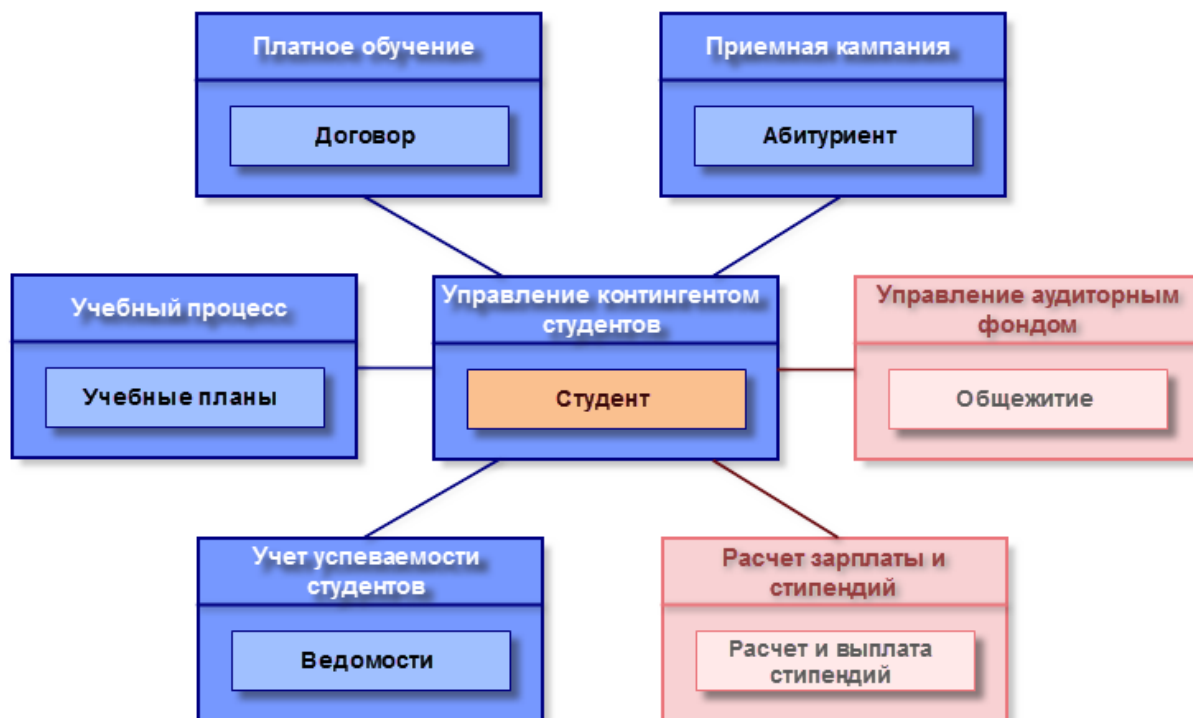 Платное обучение
Договор
Приемная кампания
Абитуриент
Учебный процесс
Учебные планы
Управление контингентом
студентов
Студент
Управление аудиторным
фондом
Общежитие
Учет успеваемости
студентов
Ведомости
Расчет зарплаты и
стипендий
Расчет и выплата
стипендий